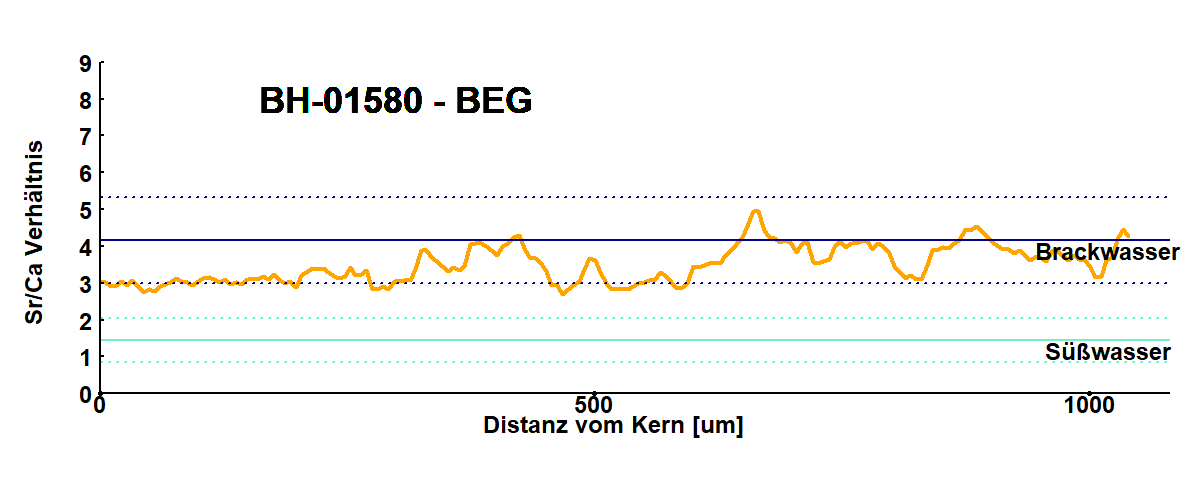 BH-01580 - BEG
Sr/Ca Verhältnis
9
8
7
6
5
4
3
2
1
0
Brackwasser
Süßwasser
0
500
1000
Distanz vom Kern [um]